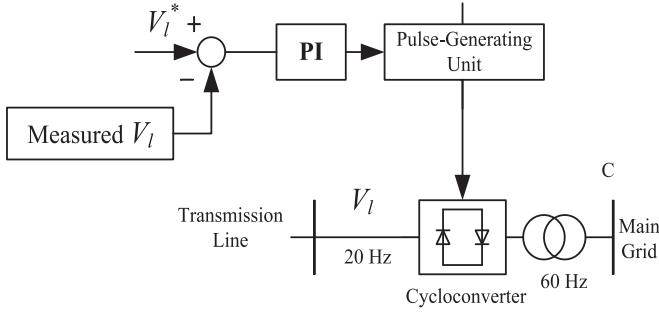 V_l^* +
−
PI
Pulse-Generating
Unit
Measured V_l
C
Transmission
Line
V_l
20 Hz
Cycloconverter
60 Hz
Main
Grid